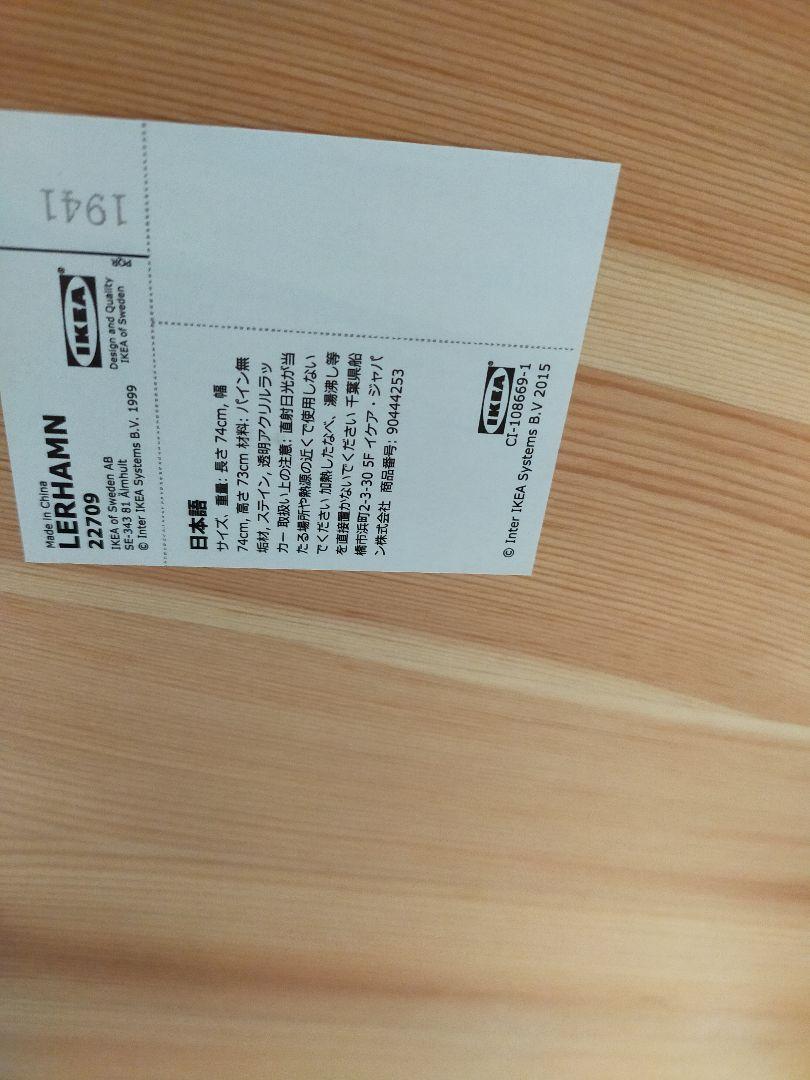 Made in China
LERHAMN
22709
IKEA of Sweden AB
SE-343 81 Älmhult
© Inter IKEA Systems B.V. 1999
IKEA®
Design and Quality
IKEA of Sweden
1941
日本語
サイズ、重量: 長さ 74cm, 幅
74cm, 高さ 73cm 材料: パイン無
垢材, ステイン, 透明アクリルラッ
カー 取扱い上の注意: 直射日光が当
たる場所や熱源の近くで使用しない
でください 加熱したなべ、湯沸し等
を直接置かないでください 千葉県船
橋市浜町2-3-30 5F イケア・ジャパ
ン株式会社 商品番号: 90444253
IKEA®
CI-108669-1
© Inter IKEA Systems B.V 2015